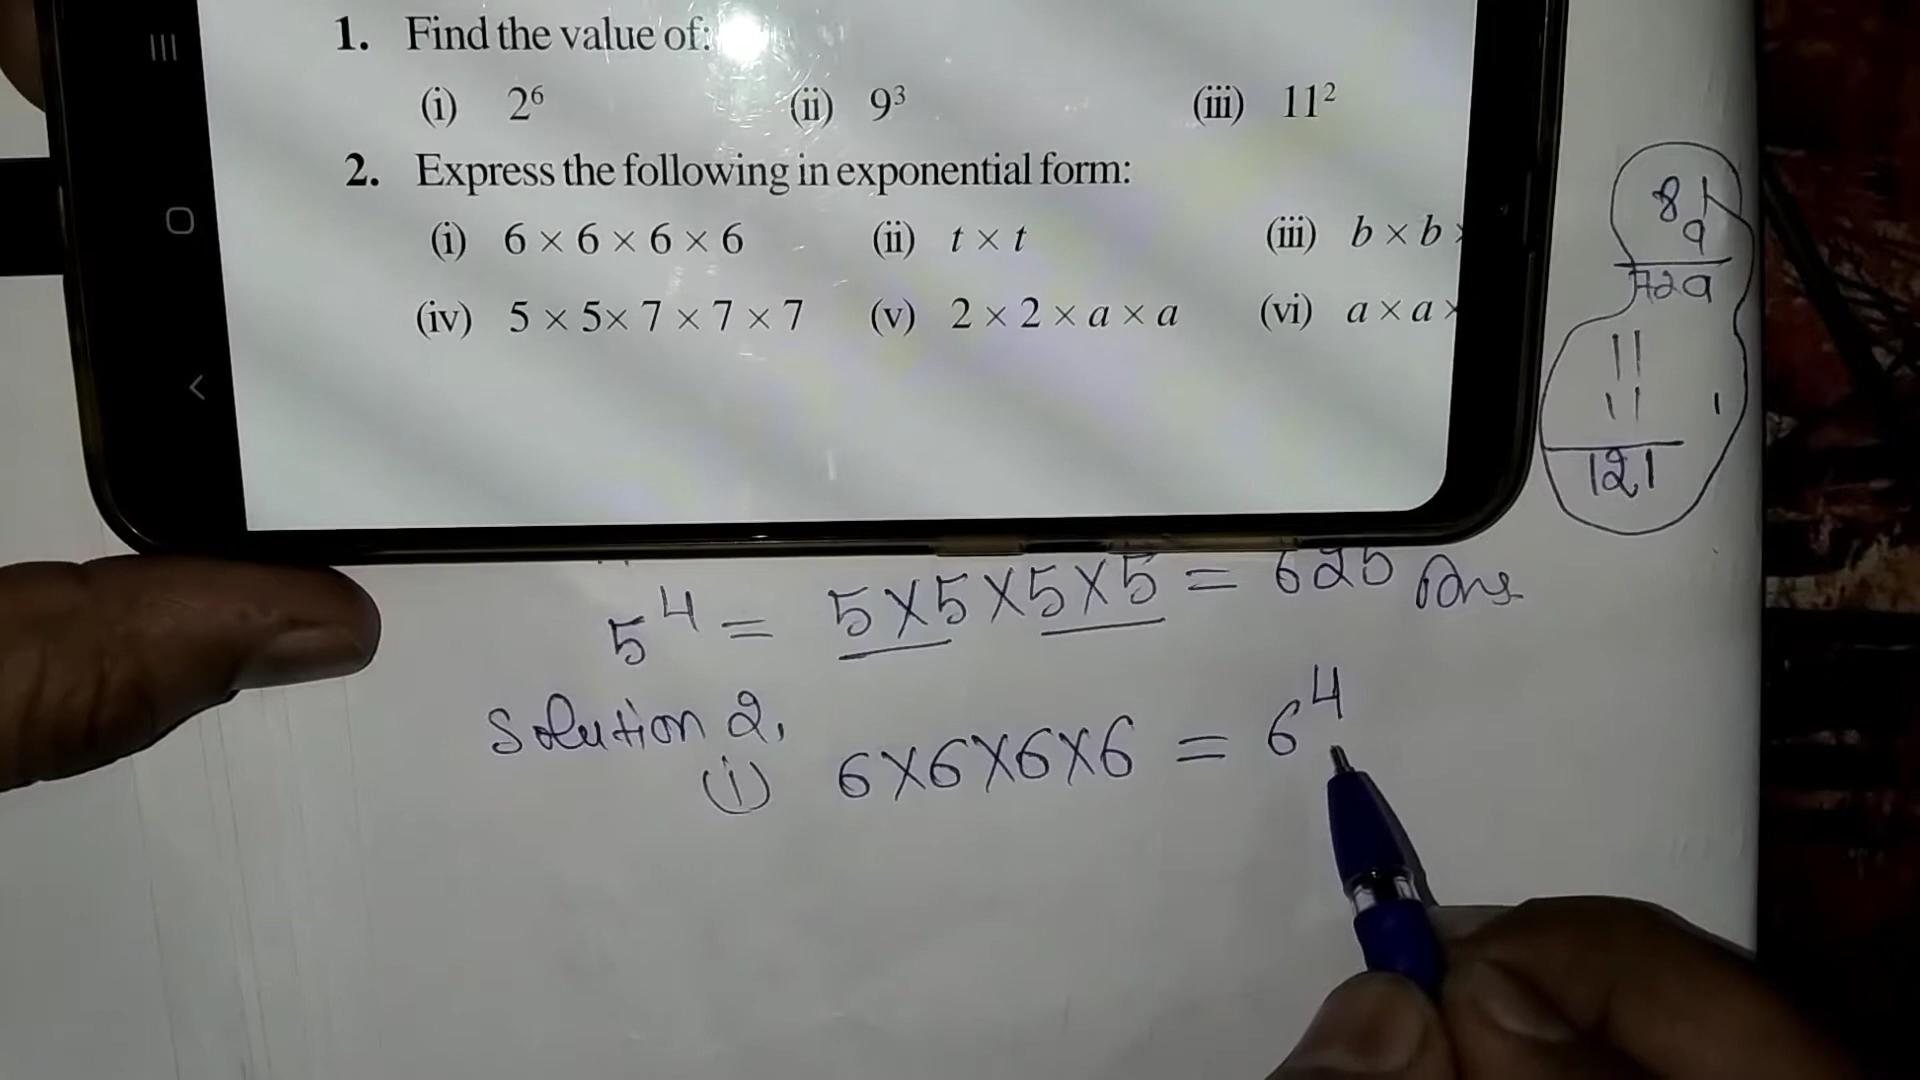 1. Find the value of:
(i) 2⁶ (ii) 9³ (iii) 11²
2. Express the following in exponential form:
(i) 6 × 6 × 6 × 6 (ii) t × t (iii) b × b ×
(iv) 5 × 5 × 7 × 7 × 7 (v) 2 × 2 × a × a (vi) a × a ×
81
9
729
11
11
121
5⁴ = 5×5×5×5 = 625 Ans
Solution 2,
(i) 6×6×6×6 = 6⁴